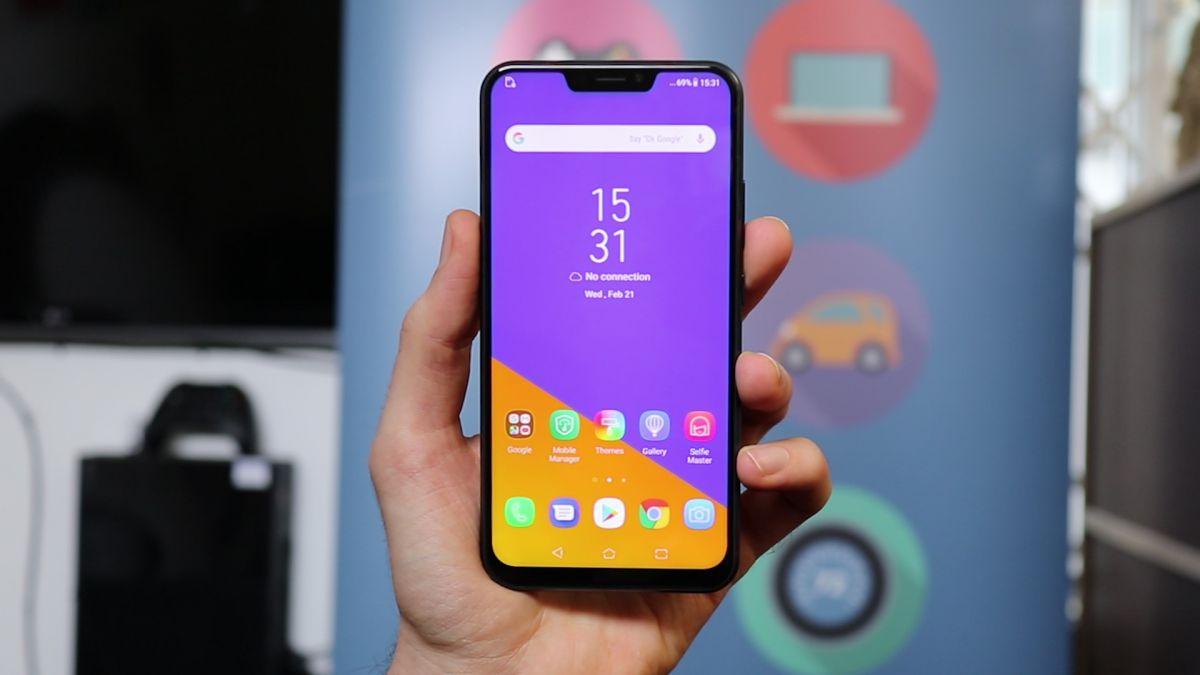 ...69% 15:31
Say "Ok Google"
15
31
No connection
Wed , Feb 21
Google Mobile Manager Themes Gallery Selfie Master